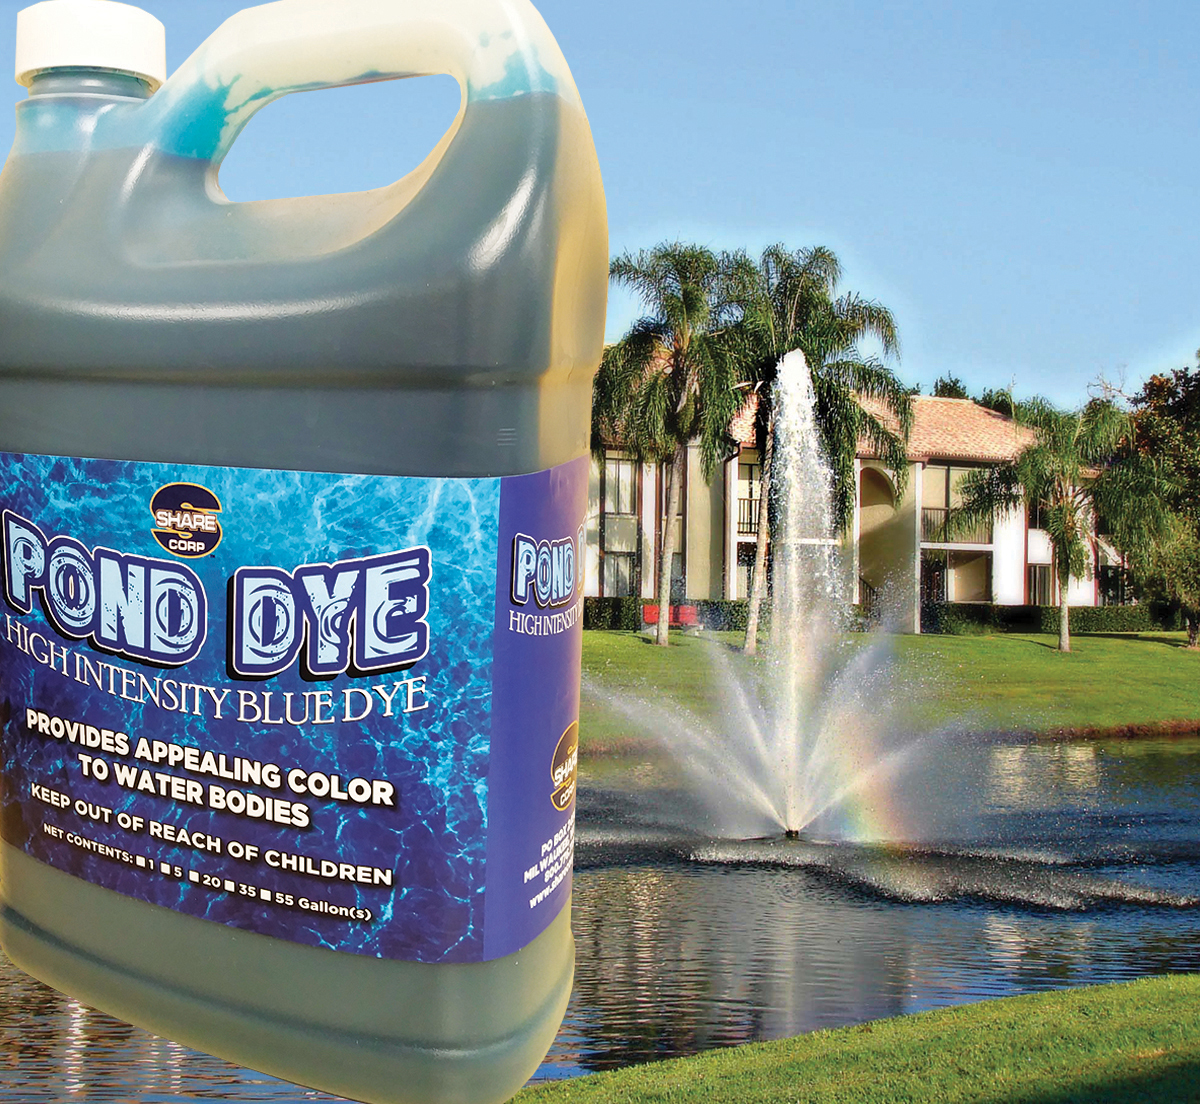 SHARE
CORP
POND DYE
HIGH INTENSITY BLUE DYE
PROVIDES APPEALING COLOR
TO WATER BODIES
KEEP OUT OF REACH OF CHILDREN
NET CONTENTS: ■ 1 ■ 5 ■ 20 ■ 35 ■ 55 Gallon(s)
POND
HIGH INTENSITY
SHARE
CORP
PO BOX